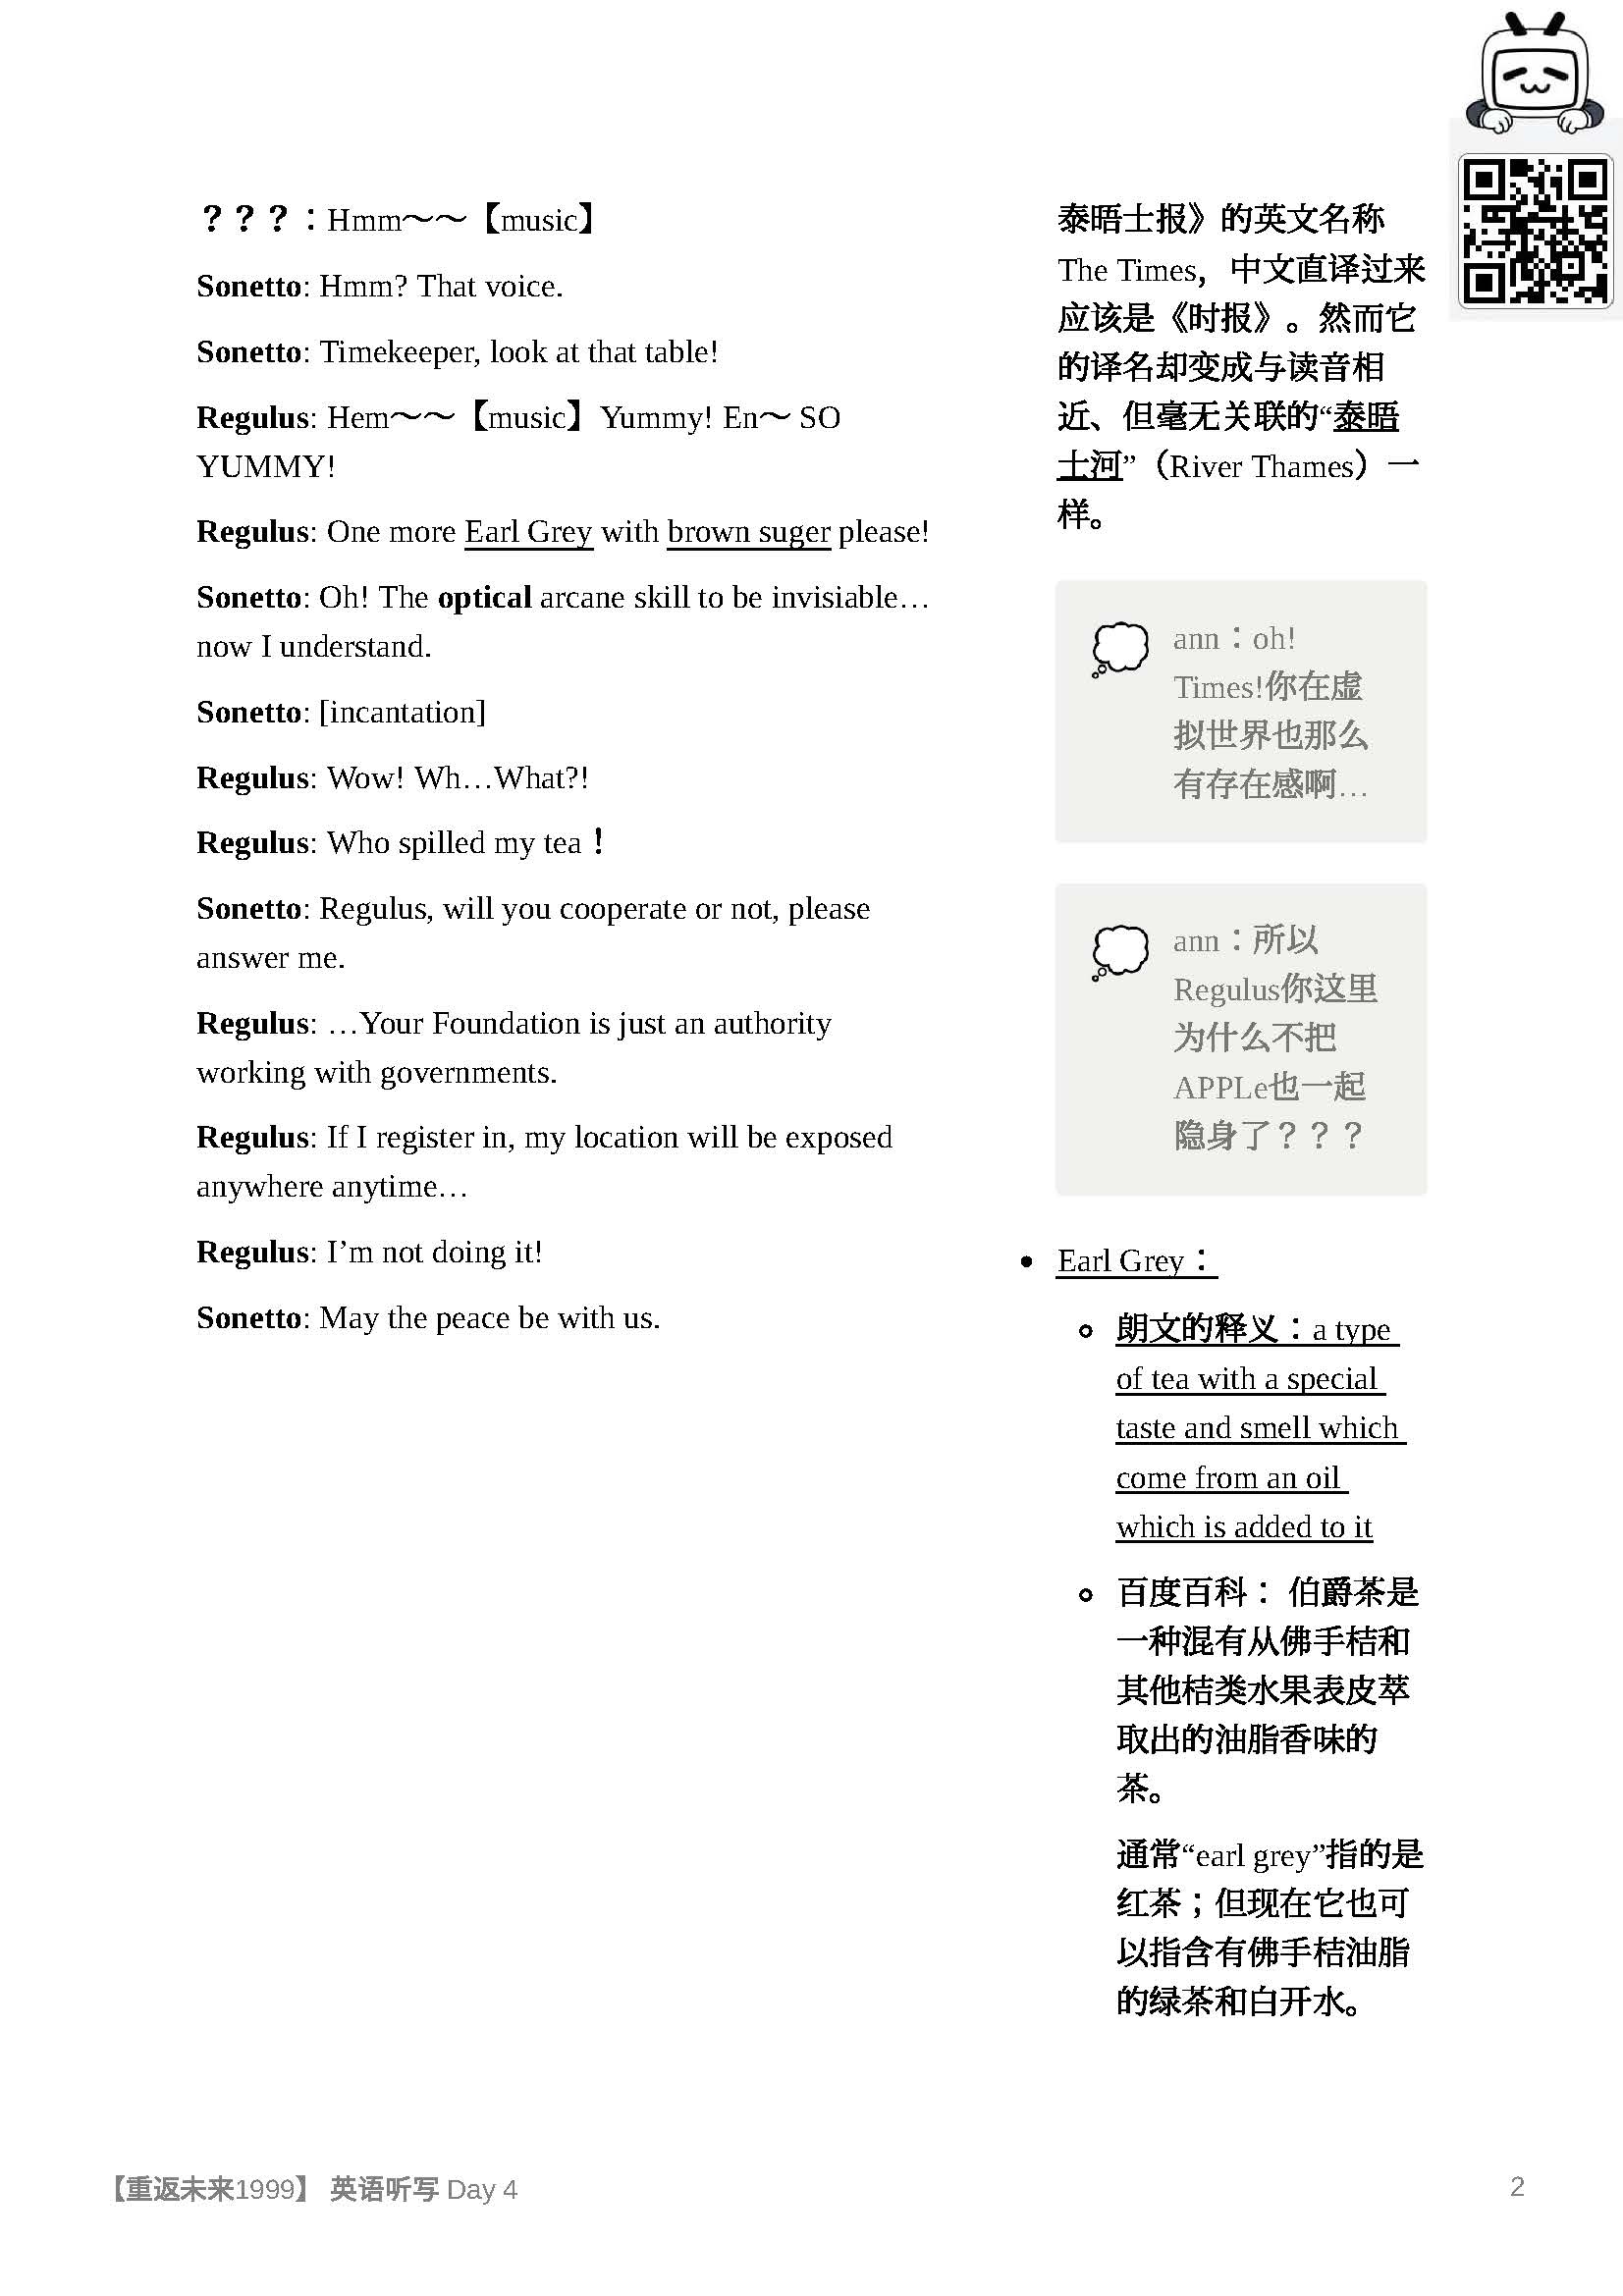 ？？？：Hmm～～【music】
Sonetto: Hmm? That voice.
Sonetto: Timekeeper, look at that table!
Regulus: Hem～～【music】Yummy! En～ SO
YUMMY!
Regulus: One more Earl Grey with brown suger please!
Sonetto: Oh! The optical arcane skill to be invisiable…
now I understand.
Sonetto: [incantation]
Regulus: Wow! Wh…What?!
Regulus: Who spilled my tea！
Sonetto: Regulus, will you cooperate or not, please
answer me.
Regulus: …Your Foundation is just an authority
working with governments.
Regulus: If I register in, my location will be exposed
anywhere anytime…
Regulus: I’m not doing it!
Sonetto: May the peace be with us.
泰晤士报》的英文名称
The Times，中文直译过来
应该是《时报》。然而它
的译名却变成与读音相
近、但毫无关联的“泰晤
士河”（River Thames）一
样。
ann：oh!
Times!你在虚
拟世界也那么
有存在感啊…
ann：所以
Regulus你这里
为什么不把
APPLe也一起
隐身了？？？
• Earl Grey：
朗文的释义：a type
of tea with a special
taste and smell which
come from an oil
which is added to it
百度百科： 伯爵茶是
一种混有从佛手桔和
其他桔类水果表皮萃
取出的油脂香味的
茶。
通常“earl grey”指的是
红茶；但现在它也可
以指含有佛手桔油脂
的绿茶和白开水。
【重返未来1999】 英语听写 Day 4
2